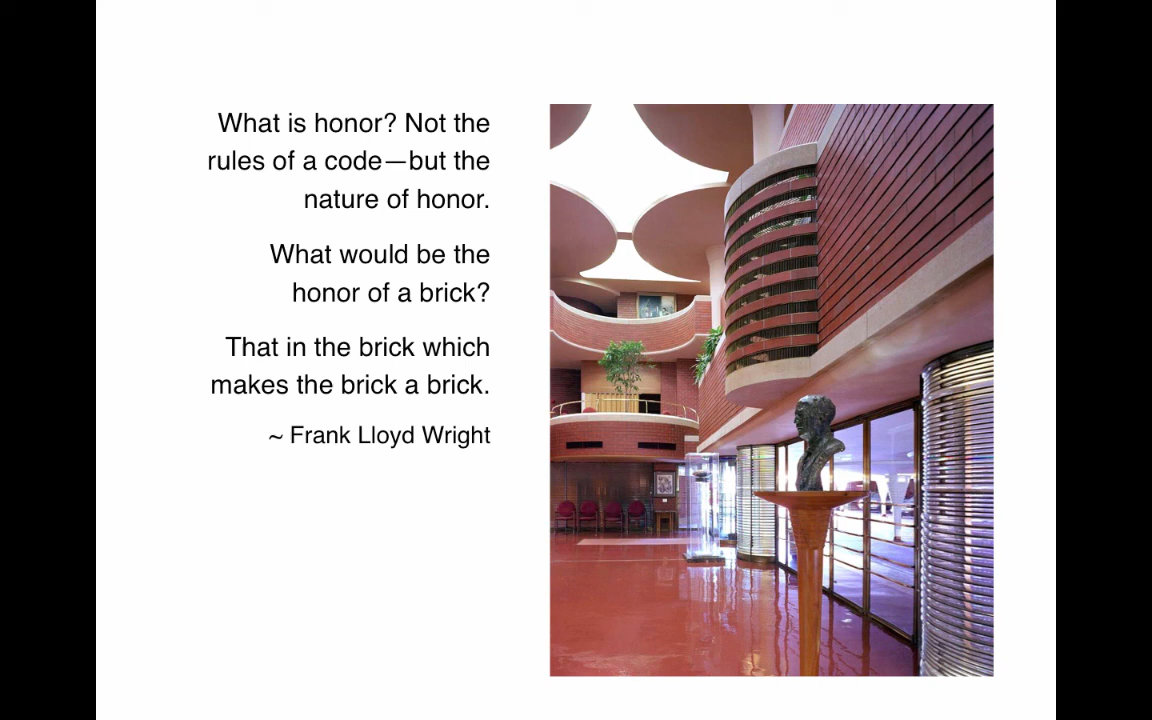 What is honor? Not the
rules of a code—but the
nature of honor.
What would be the
honor of a brick?
That in the brick which
makes the brick a brick.
~ Frank Lloyd Wright